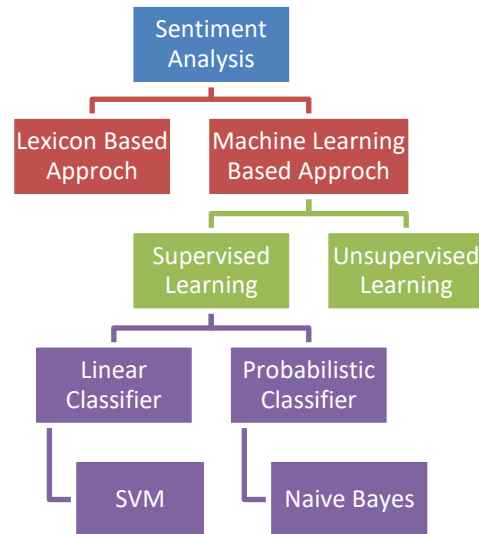 Sentiment
Analysis
Lexicon Based
Approch
Machine Learning
Based Approch
Supervised
Learning
Unsupervised
Learning
Linear
Classifier
Probabilistic
Classifier
SVM
Naive Bayes